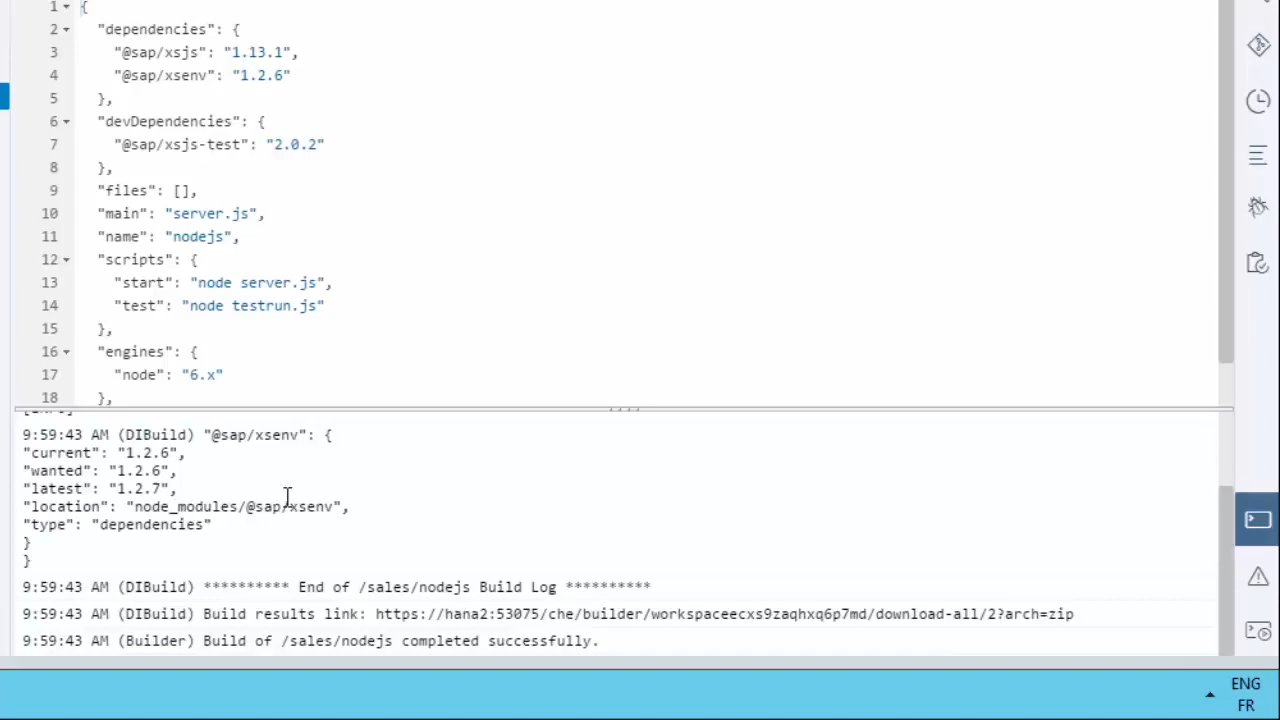 1 {
2 "dependencies": {
3 "@sap/xsjs": "1.13.1",
4 "@sap/xsenv": "1.2.6"
5 },
6 "devDependencies": {
7 "@sap/xsjs-test": "2.0.2"
8 },
9 "files": [],
10 "main": "server.js",
11 "name": "nodejs",
12 "scripts": {
13 "start": "node server.js",
14 "test": "node testrun.js"
15 },
16 "engines": {
17 "node": "6.x"
18 },
9:59:43 AM (DIBuild) "@sap/xsenv": {
"current": "1.2.6",
"wanted": "1.2.6",
"latest": "1.2.7",
"location": "node_modules/@sap/xsenv",
"type": "dependencies"
}
}
9:59:43 AM (DIBuild) ********** End of /sales/nodejs Build Log **********
9:59:43 AM (DIBuild) Build results link: https://hana2:53075/che/builder/workspaceecxs9zaqhxq6p7md/download-all/2?arch=zip
9:59:43 AM (Builder) Build of /sales/nodejs completed successfully.
ENG
FR